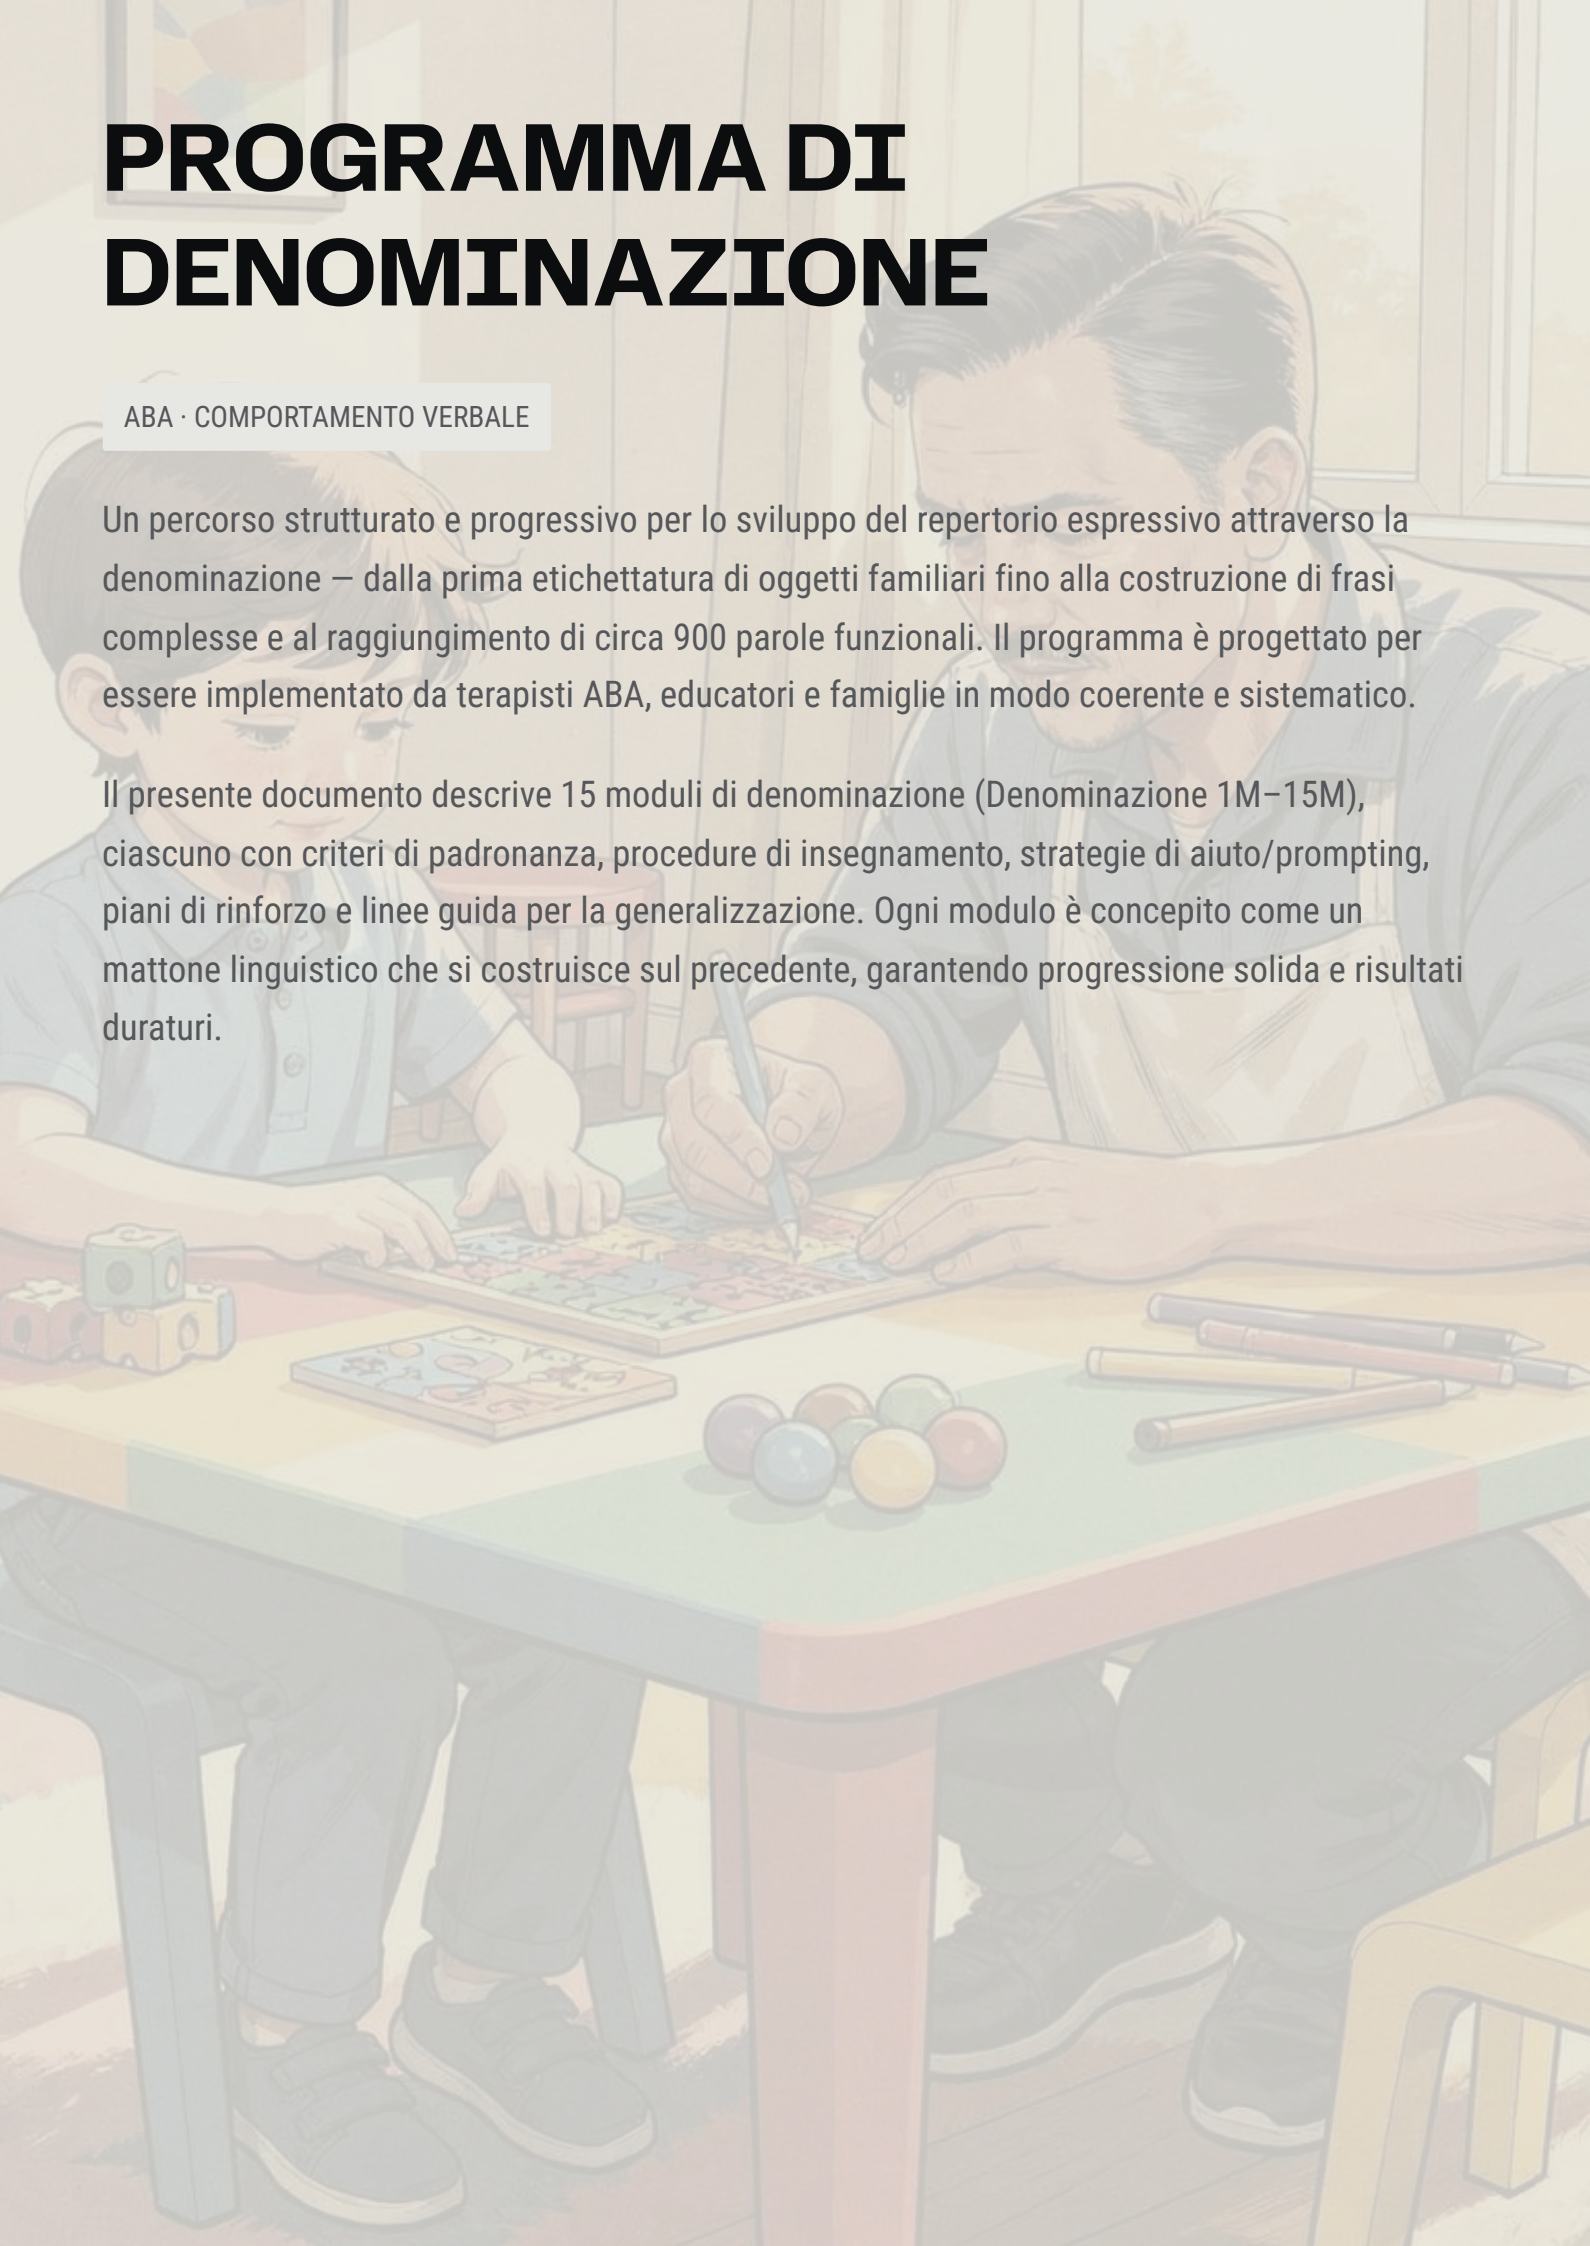 PROGRAMMA DI
DENOMINAZIONE
ABA · COMPORTAMENTO VERBALE
Un percorso strutturato e progressivo per lo sviluppo del repertorio espressivo attraverso la
denominazione — dalla prima etichettatura di oggetti familiari fino alla costruzione di frasi
complesse e al raggiungimento di circa 900 parole funzionali. Il programma è progettato per
essere implementato da terapisti ABA, educatori e famiglie in modo coerente e sistematico.
Il presente documento descrive 15 moduli di denominazione (Denominazione 1M–15M),
ciascuno con criteri di padronanza, procedure di insegnamento, strategie di aiuto/prompting,
piani di rinforzo e linee guida per la generalizzazione. Ogni modulo è concepito come un
mattone linguistico che si costruisce sul precedente, garantendo progressione solida e risultati
duraturi.